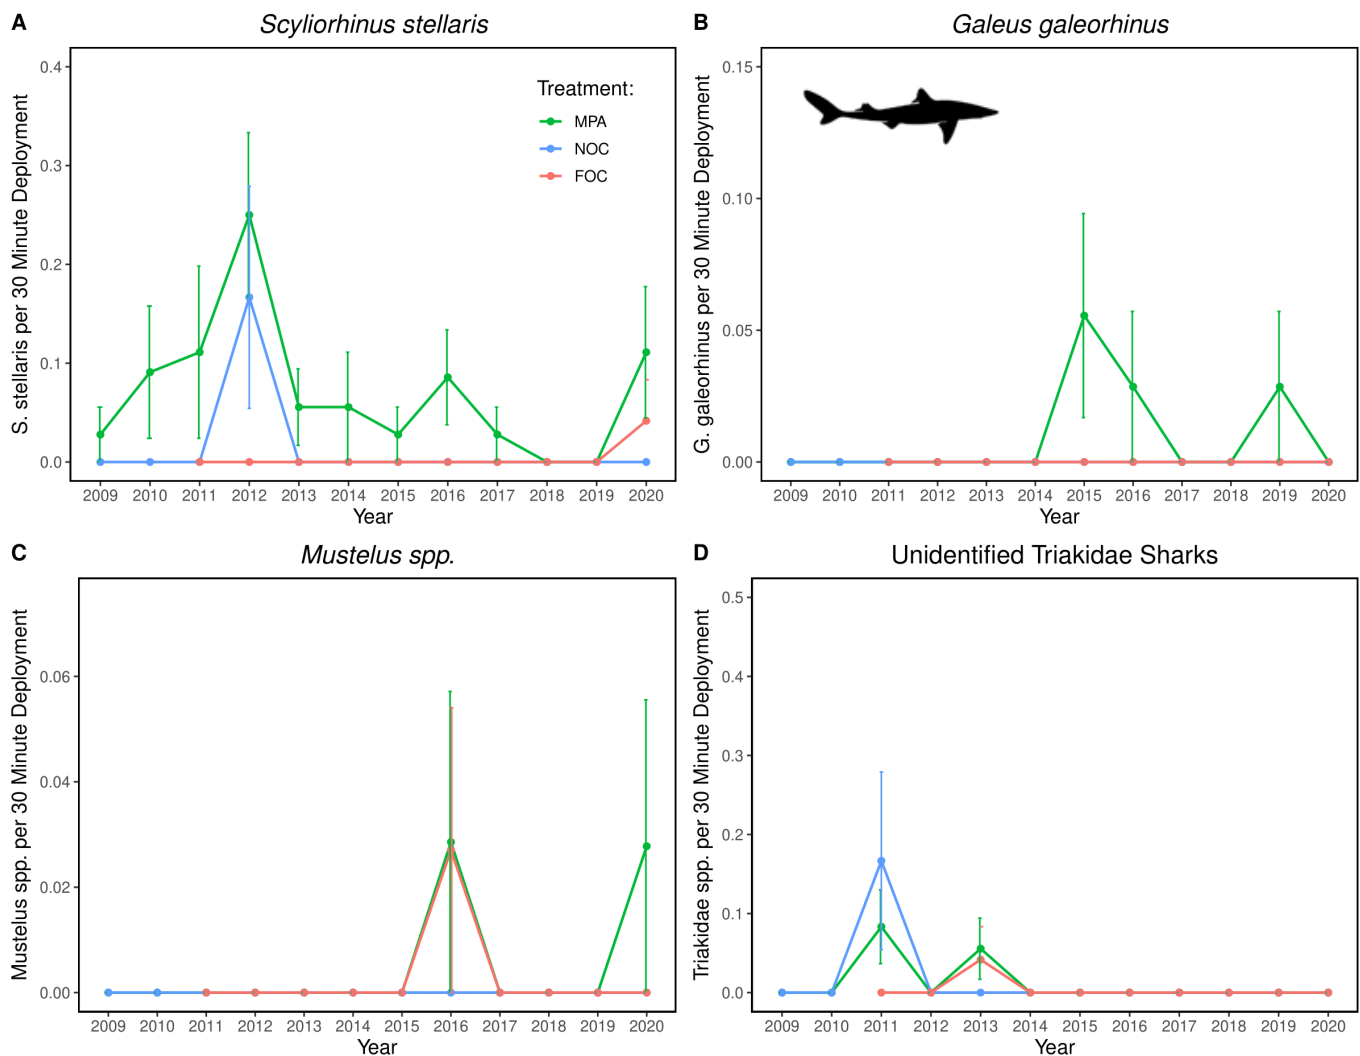 A
Scyliorhinus stellaris
S. stellaris per 30 Minute Deployment
0.4
0.3
0.2
0.1
0.0
Treatment:
MPA
NOC
FOC
2009 2010 2011 2012 2013 2014 2015 2016 2017 2018 2019 2020
Year
B
Galeus galeorhinus
G. galeorhinus per 30 Minute Deployment
0.15
0.10
0.05
0.00
2009 2010 2011 2012 2013 2014 2015 2016 2017 2018 2019 2020
Year
C
Mustelus spp.
Mustelus spp. per 30 Minute Deployment
0.06
0.04
0.02
0.00
2009 2010 2011 2012 2013 2014 2015 2016 2017 2018 2019 2020
Year
D
Unidentified Triakidae Sharks
Triakidae spp. per 30 Minute Deployment
0.5
0.4
0.3
0.2
0.1
0.0
2009 2010 2011 2012 2013 2014 2015 2016 2017 2018 2019 2020
Year